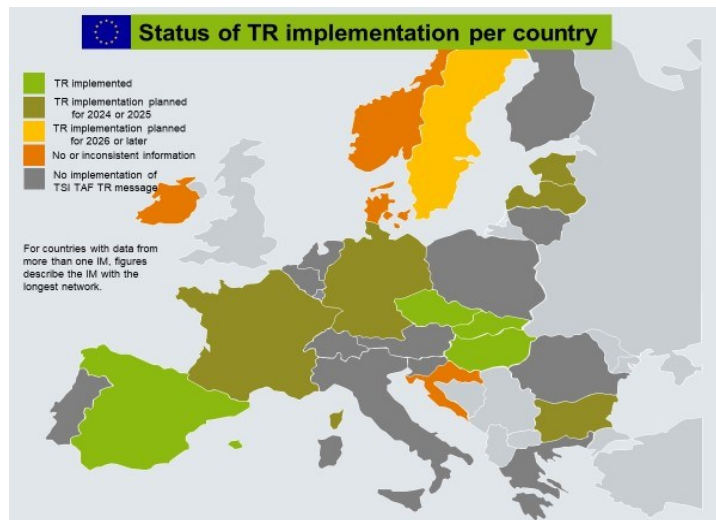 Status of TR implementation per country
TR implemented
TR implementation planned
for 2024 or 2025
TR implementation planned
for 2026 or later
No or inconsistent information
No implementation of
TSI TAF TR message
For countries with data from
more than one IM, figures
describe the IM with the
longest network.